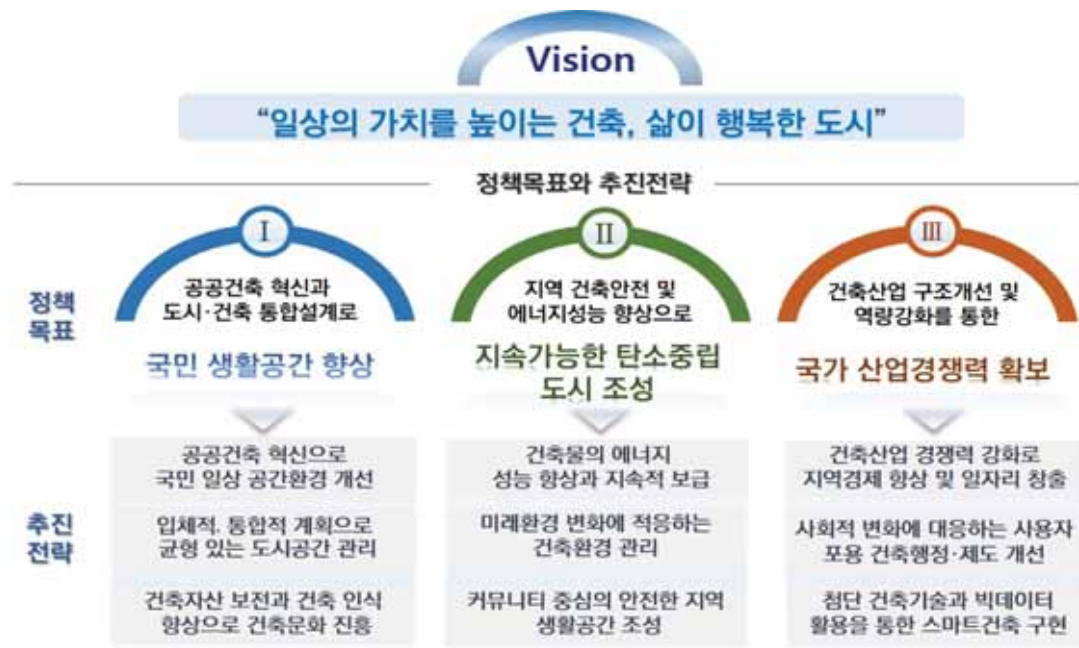 Vision
“일상의 가치를 높이는 건축, 삶이 행복한 도시”
정책목표와 추진전략
정책
목표
I
공공건축 혁신과
도시·건축 통합설계로
국민 생활공간 향상
II
지역 건축안전 및
에너지성능 향상으로
지속가능한 탄소중립
도시 조성
III
건축산업 구조개선 및
역량강화를 통한
국가 산업경쟁력 확보
추진
전략
공공건축 혁신으로
국민 일상 공간환경 개선
입체적, 통합적 계획으로
균형 있는 도시공간 관리
건축자산 보전과 건축 인식
향상으로 건축문화 진흥
건축물의 에너지
성능 향상과 지속적 보급
미래환경 변화에 적응하는
건축환경 관리
커뮤니티 중심의 안전한 지역
생활공간 조성
건축산업 경쟁력 강화로
지역경제 향상 및 일자리 창출
사회적 변화에 대응하는 사용자
포용 건축행정·제도 개선
첨단 건축기술과 빅데이터
활용을 통한 스마트건축 구현